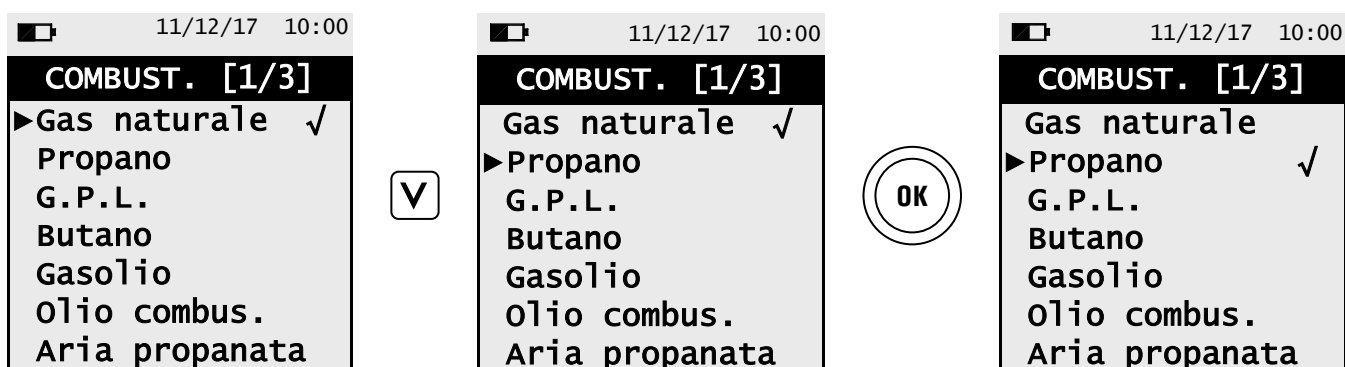 11/12/17 10:00
COMBUST. [1/3]
▶Gas naturale √
Propano
G.P.L.
Butano
Gasolio
Olio combus.
Aria propanata
V
11/12/17 10:00
COMBUST. [1/3]
Gas naturale √
▶Propano
G.P.L.
Butano
Gasolio
Olio combus.
Aria propanata
OK
11/12/17 10:00
COMBUST. [1/3]
Gas naturale
▶Propano √
G.P.L.
Butano
Gasolio
Olio combus.
Aria propanata